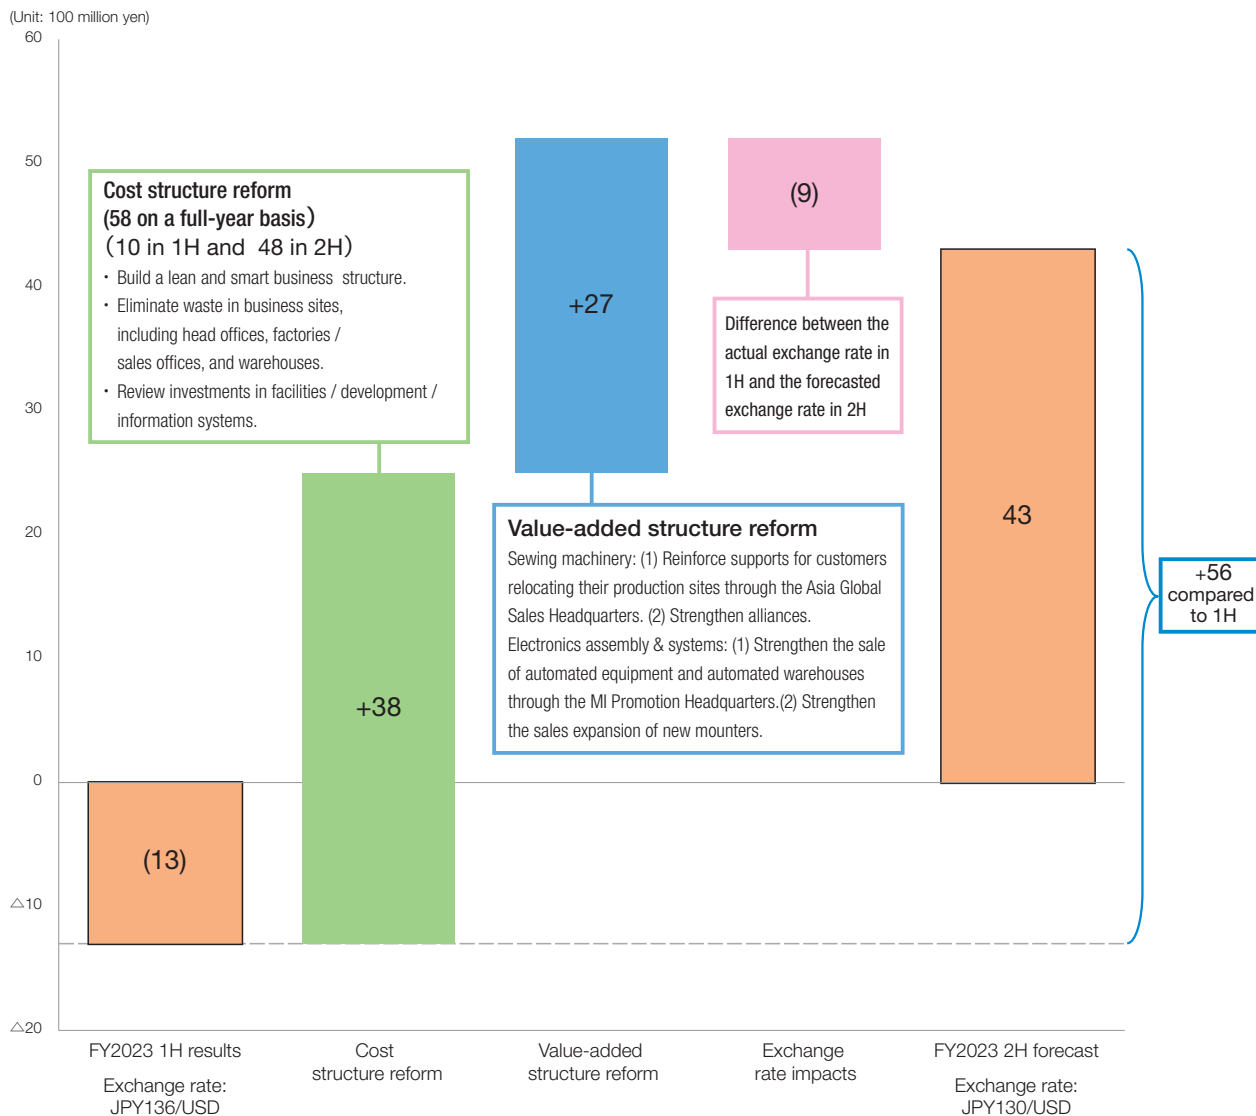 (Unit: 100 million yen)
60
50
40
30
20
10
0
△10
△20
Cost structure reform
(58 on a full-year basis)
(10 in 1H and 48 in 2H)
・ Build a lean and smart business structure.
・ Eliminate waste in business sites,
including head offices, factories /
sales offices, and warehouses.
・ Review investments in facilities / development /
information systems.
(13)
+38
+27
(9)
43
Difference between the
actual exchange rate in
1H and the forecasted
exchange rate in 2H
Value-added structure reform
Sewing machinery: (1) Reinforce supports for customers
relocating their production sites through the Asia Global
Sales Headquarters. (2) Strengthen alliances.
Electronics assembly & systems: (1) Strengthen the sale
of automated equipment and automated warehouses
through the MI Promotion Headquarters.(2) Strengthen
the sales expansion of new mounters.
+56
compared
to 1H
FY2023 1H results
Exchange rate:
JPY136/USD
Cost
structure reform
Value-added
structure reform
Exchange
rate impacts
FY2023 2H forecast
Exchange rate:
JPY130/USD